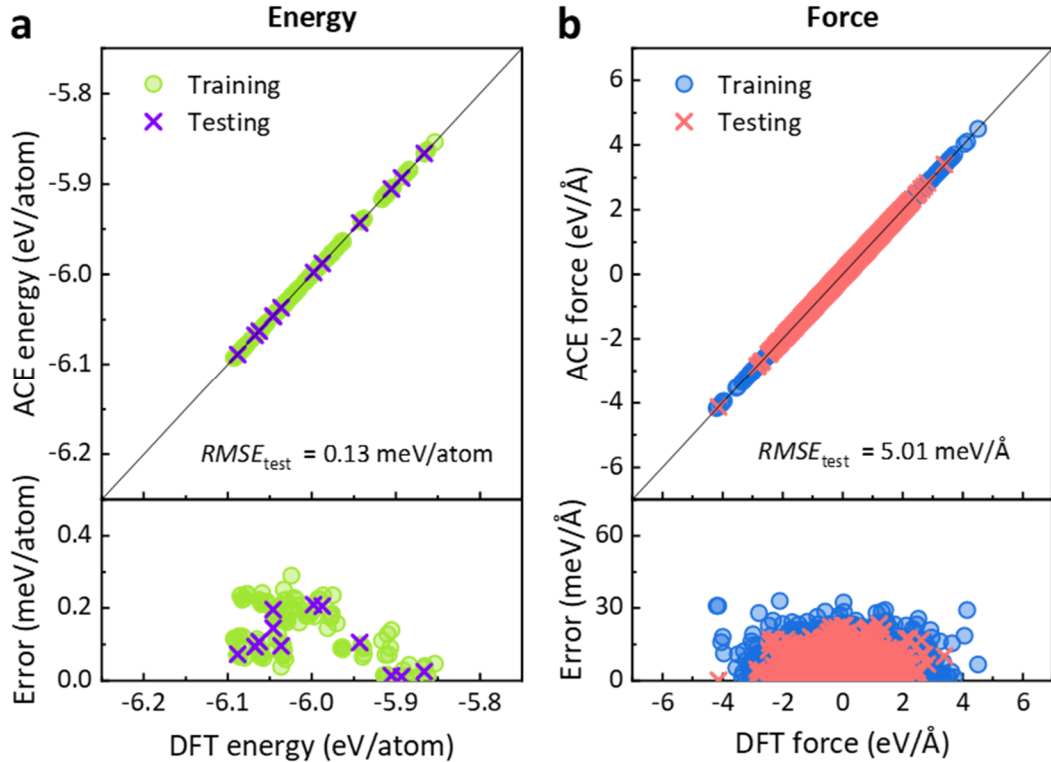 a
Energy
ACE energy (eV/atom)
-5.8
-5.9
-6.0
-6.1
-6.2
Training
Testing
RMSEtest = 0.13 meV/atom
Error (meV/atom)
0.4
0.2
0.0
-6.2
-6.1
-6.0
-5.9
-5.8
DFT energy (eV/atom)
b
Force
ACE force (eV/Å)
6
4
2
0
-2
-4
-6
Training
Testing
RMSEtest = 5.01 meV/Å
Error (meV/Å)
60
30
0
-6
-4
-2
0
2
4
6
DFT force (eV/Å)